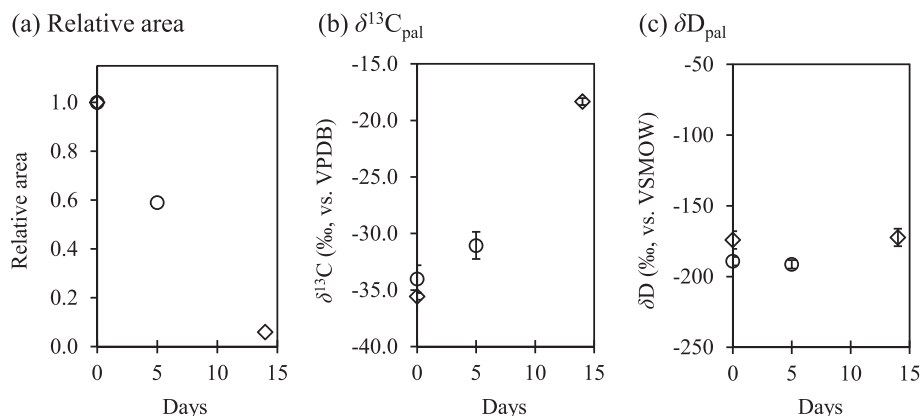 (a) Relative area
Relative area
1.0
0.8
0.6
0.4
0.2
0.0
0 5 10 15
Days
(b) δ¹³Cpal
δ¹³C (‰, vs. VPDB)
-15.0
-20.0
-25.0
-30.0
-35.0
-40.0
0 5 10 15
Days
(c) δDpal
δD (‰, vs. VSMOW)
-50
-100
-150
-200
-250
0 5 10 15
Days